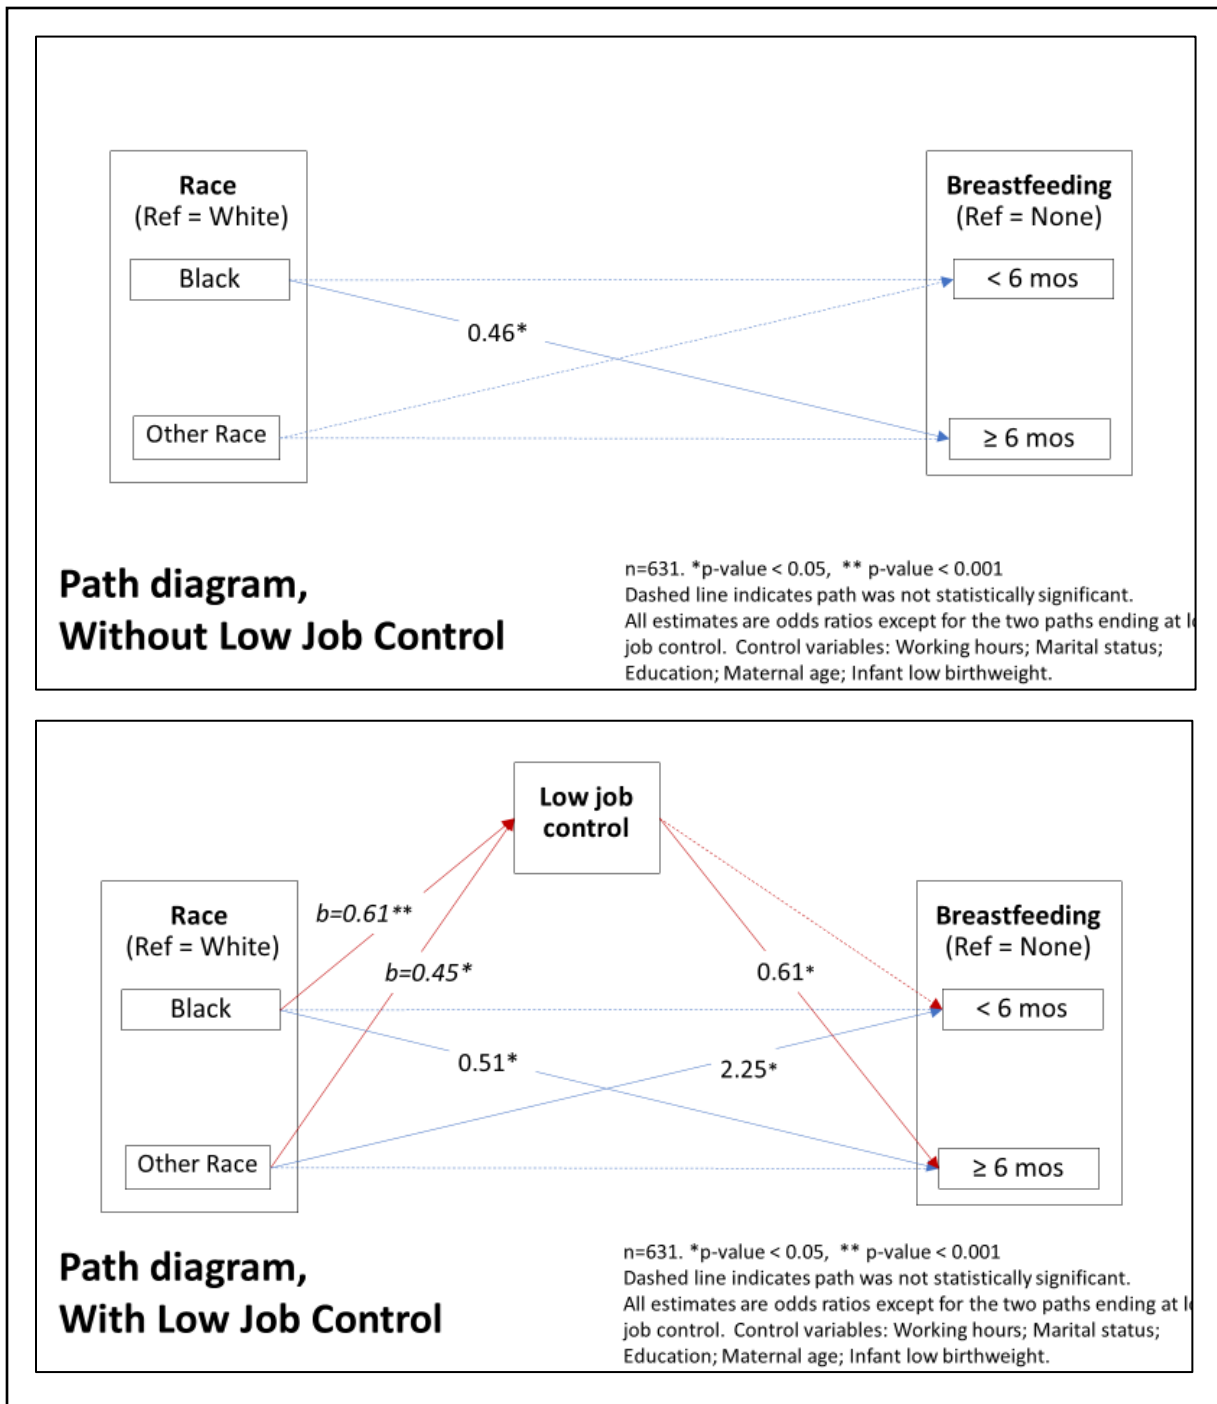 Race
(Ref = White)
Black
Other Race
Breastfeeding
(Ref = None)
< 6 mos
≥ 6 mos
0.46*
Path diagram,
Without Low Job Control
n=631. *p-value < 0.05, ** p-value < 0.001
Dashed line indicates path was not statistically significant.
All estimates are odds ratios except for the two paths ending at
job control. Control variables: Working hours; Marital status;
Education; Maternal age; Infant low birthweight.
Low job
control
Race
(Ref = White)
Black
Other Race
b=0.61**
b=0.45*
0.61*
0.51*
2.25*
Breastfeeding
(Ref = None)
< 6 mos
≥ 6 mos
Path diagram,
With Low Job Control
n=631. *p-value < 0.05, ** p-value < 0.001
Dashed line indicates path was not statistically significant.
All estimates are odds ratios except for the two paths ending at
job control. Control variables: Working hours; Marital status;
Education; Maternal age; Infant low birthweight.